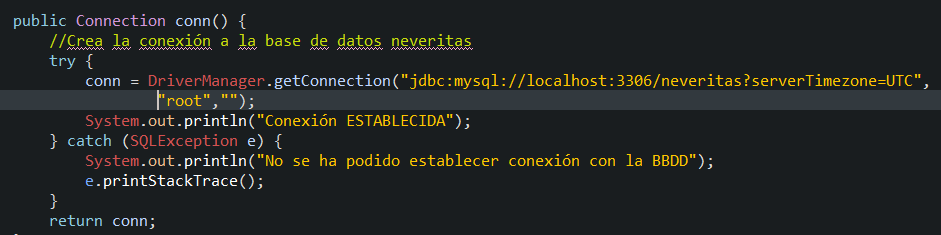 public Connection conn() {
//Crea la conexión a la base de datos neveritas
try {
conn = DriverManager.getConnection("jdbc:mysql://localhost:3306/neveritas?serverTimezone=UTC",
"root","");
System.out.println("Conexión ESTABLECIDA");
} catch (SQLException e) {
System.out.println("No se ha podido establecer conexión con la BBDD");
e.printStackTrace();
}
return conn;